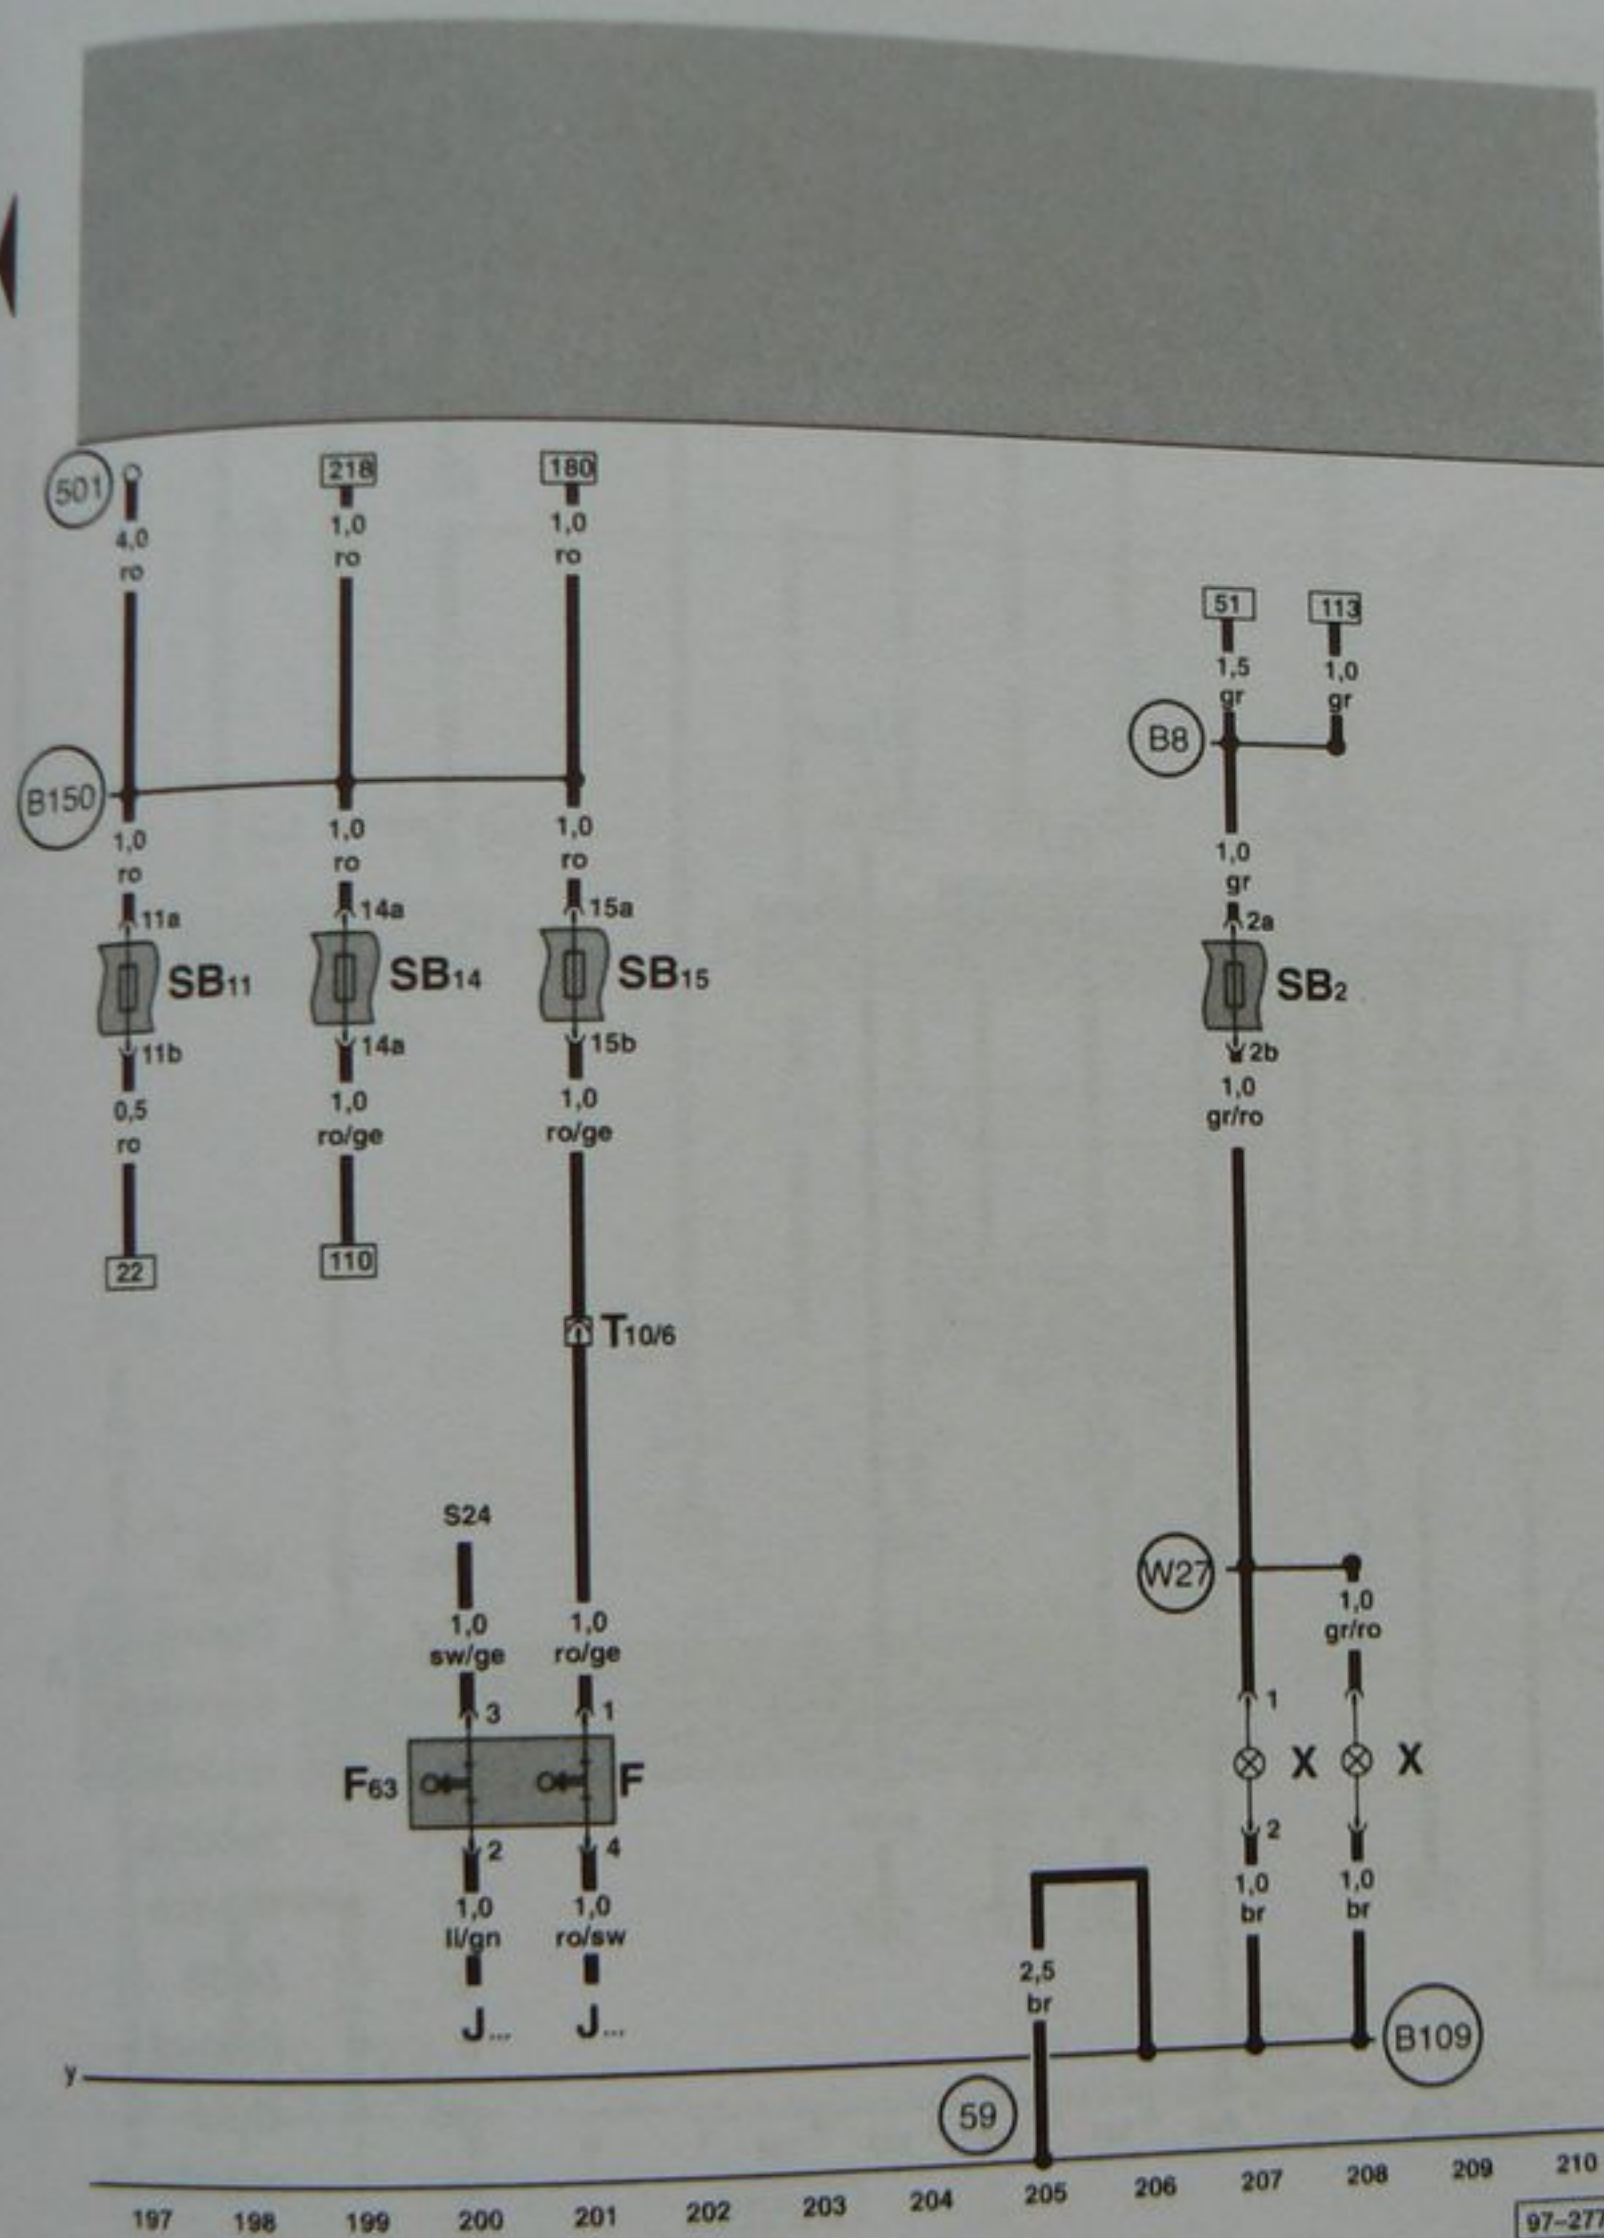 501 218 180
4,0 1,0 1,0
ro ro ro
51 113
1,5 1,0
gr gr
B8
B150
1,0 1,0 1,0 1,0
ro ro ro gr
11a 14a 15a 2a
SB11 SB14 SB15 SB2
11b 14a 15b 2b
0,5 1,0 1,0 1,0
ro ro/ge ro/ge gr/ro
22 110
T10/6
S24
W27
1,0 1,0 1,0
sw/ge ro/ge gr/ro
3 1 1
F63 F X X
2 4 2
1,0 1,0 1,0 1,0
li/gn ro/sw br br
2,5
br
J... J...
B109
y
59
197 198 199 200 201 202 203 204 205 206 207 208 209 210
97-277